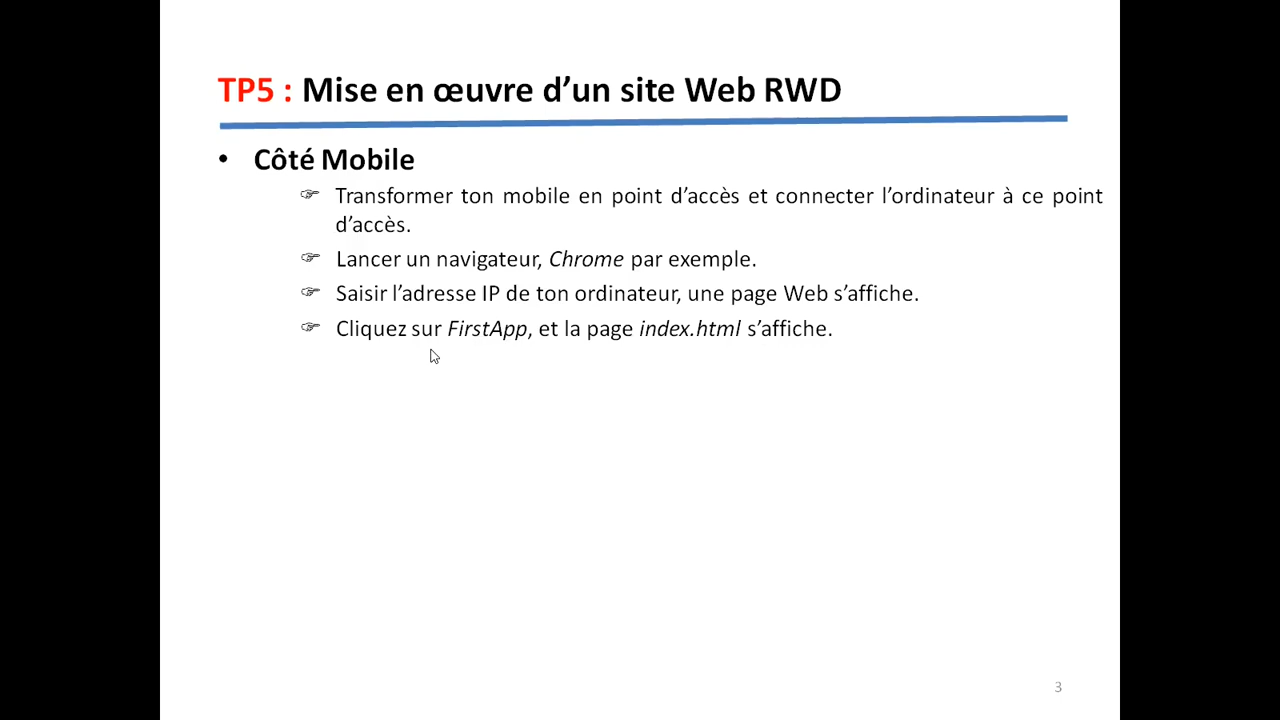 TP5 : Mise en œuvre d’un site Web RWD
• Côté Mobile
☞ Transformer ton mobile en point d’accès et connecter l’ordinateur à ce point
d’accès.
☞ Lancer un navigateur, Chrome par exemple.
☞ Saisir l’adresse IP de ton ordinateur, une page Web s’affiche.
☞ Cliquez sur FirstApp, et la page index.html s’affiche.
3